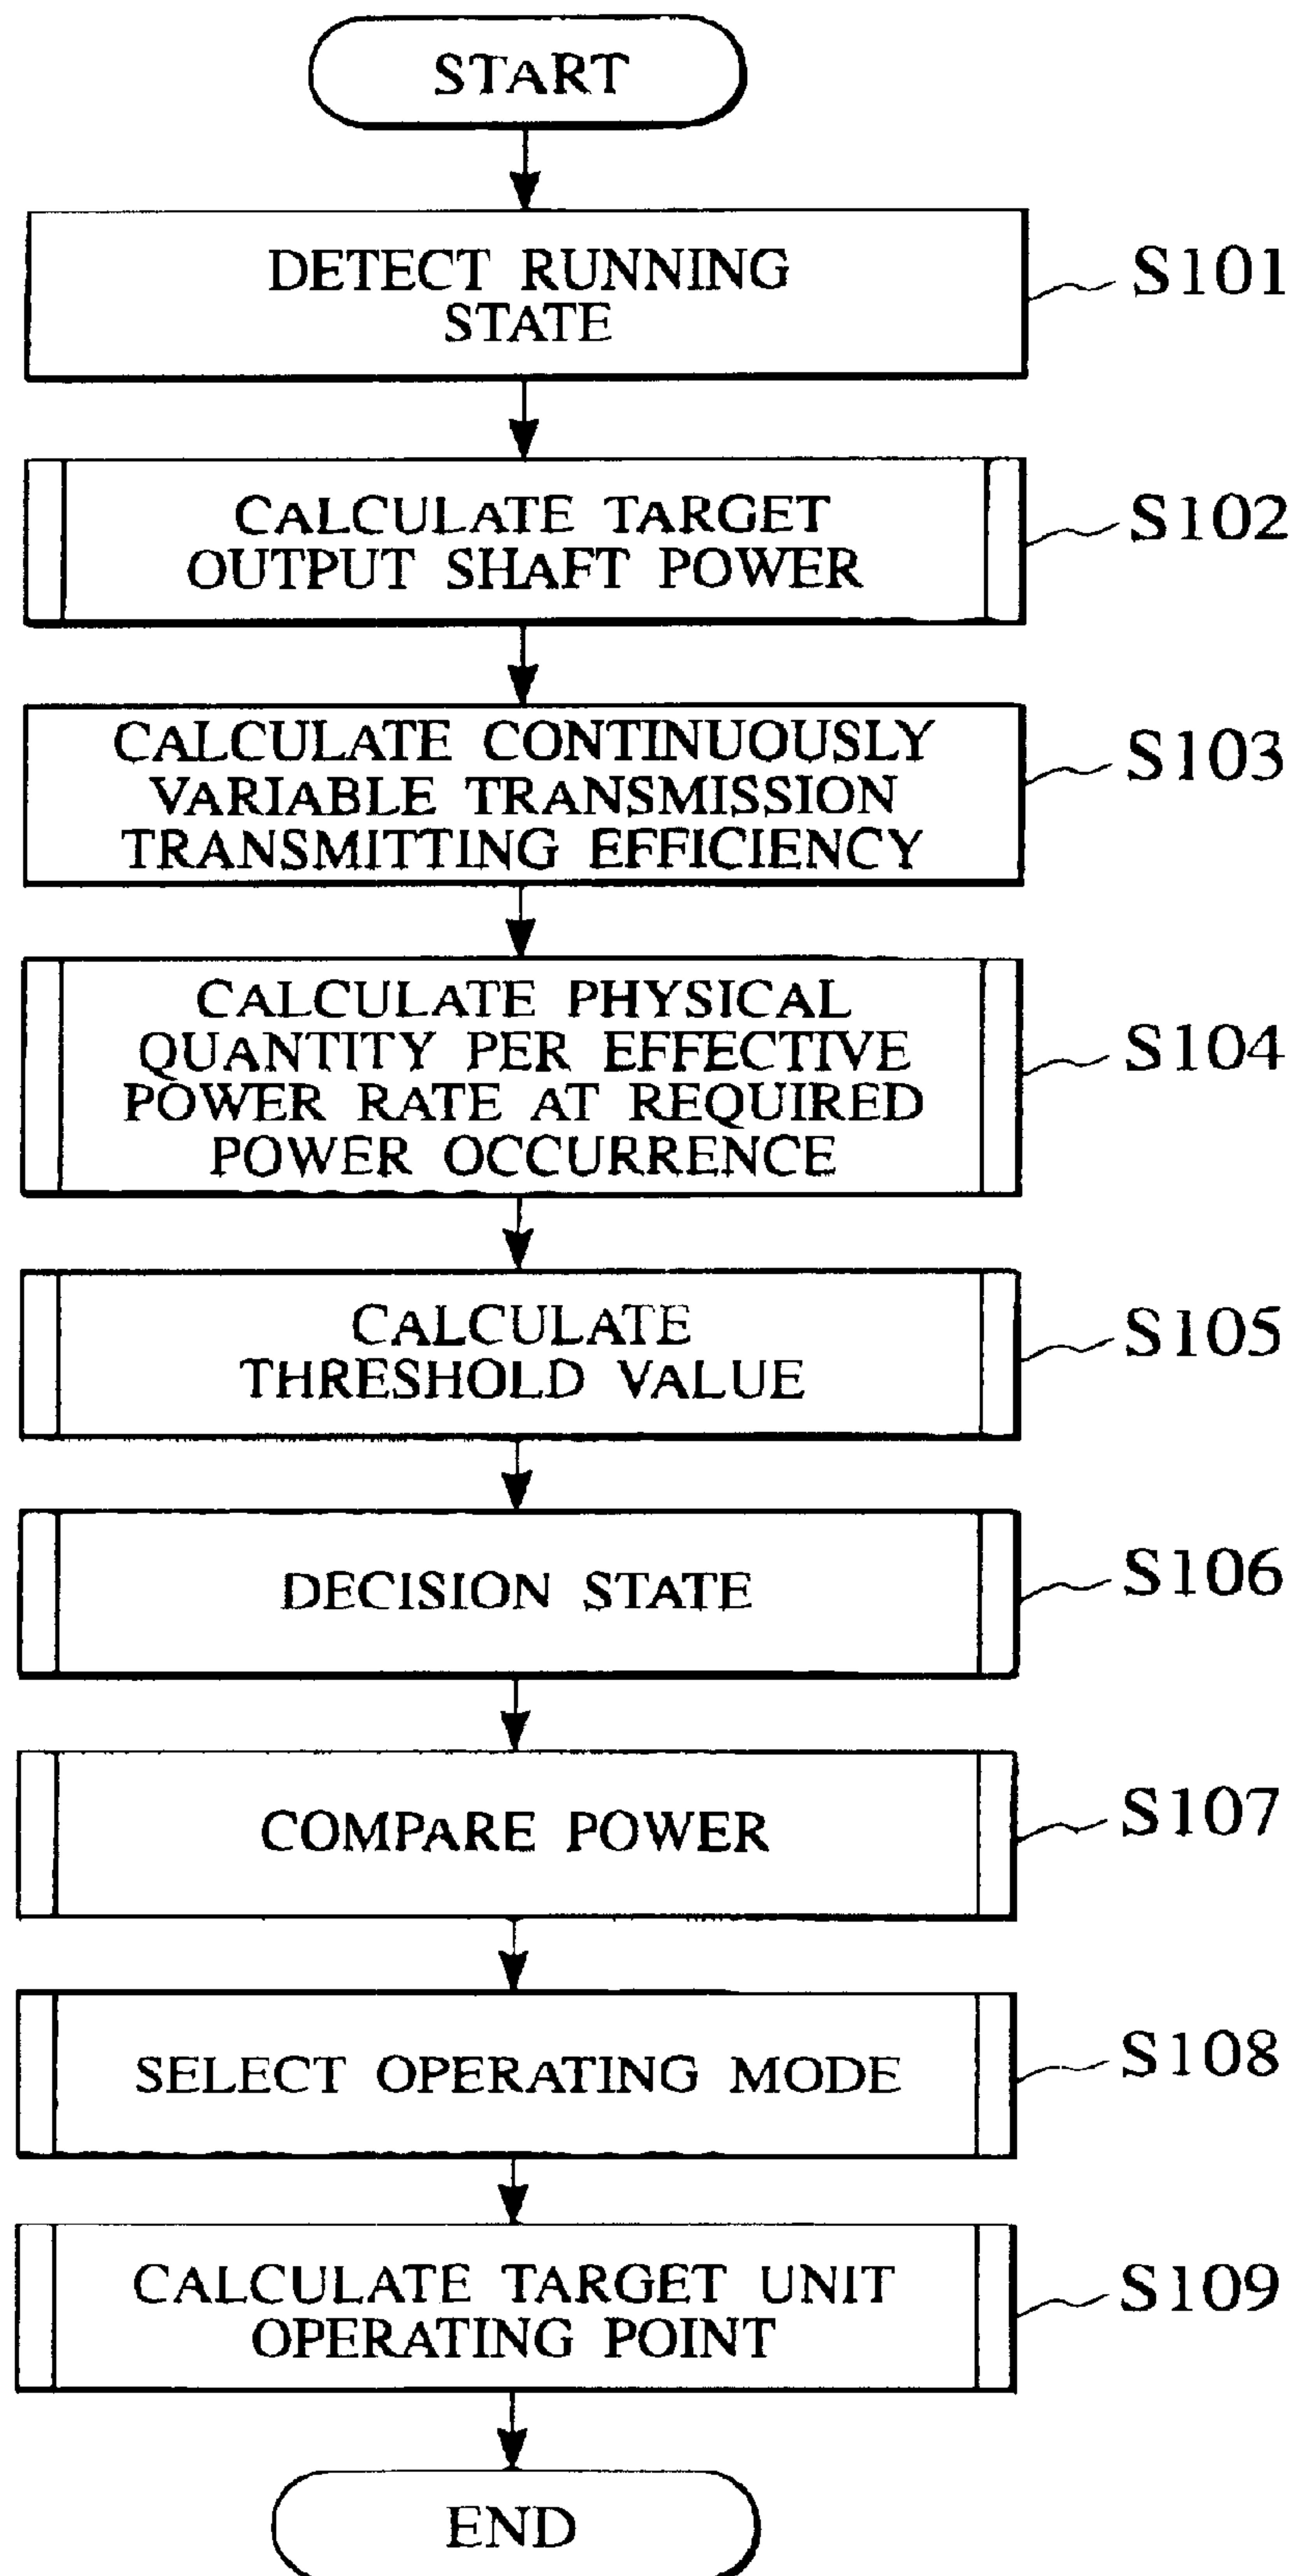 START
DETECT RUNNING
STATE
S101
CALCULATE TARGET
OUTPUT SHAFT POWER
S102
CALCULATE CONTINUOUSLY
VARIABLE TRANSMISSION
TRANSMITTING EFFICIENCY
S103
CALCULATE PHYSICAL
QUANTITY PER EFFECTIVE
POWER RATE AT REQUIRED
POWER OCCURRENCE
S104
CALCULATE
THRESHOLD VALUE
S105
DECISION STATE
S106
COMPARE POWER
S107
SELECT OPERATING MODE
S108
CALCULATE TARGET UNIT
OPERATING POINT
S109
END